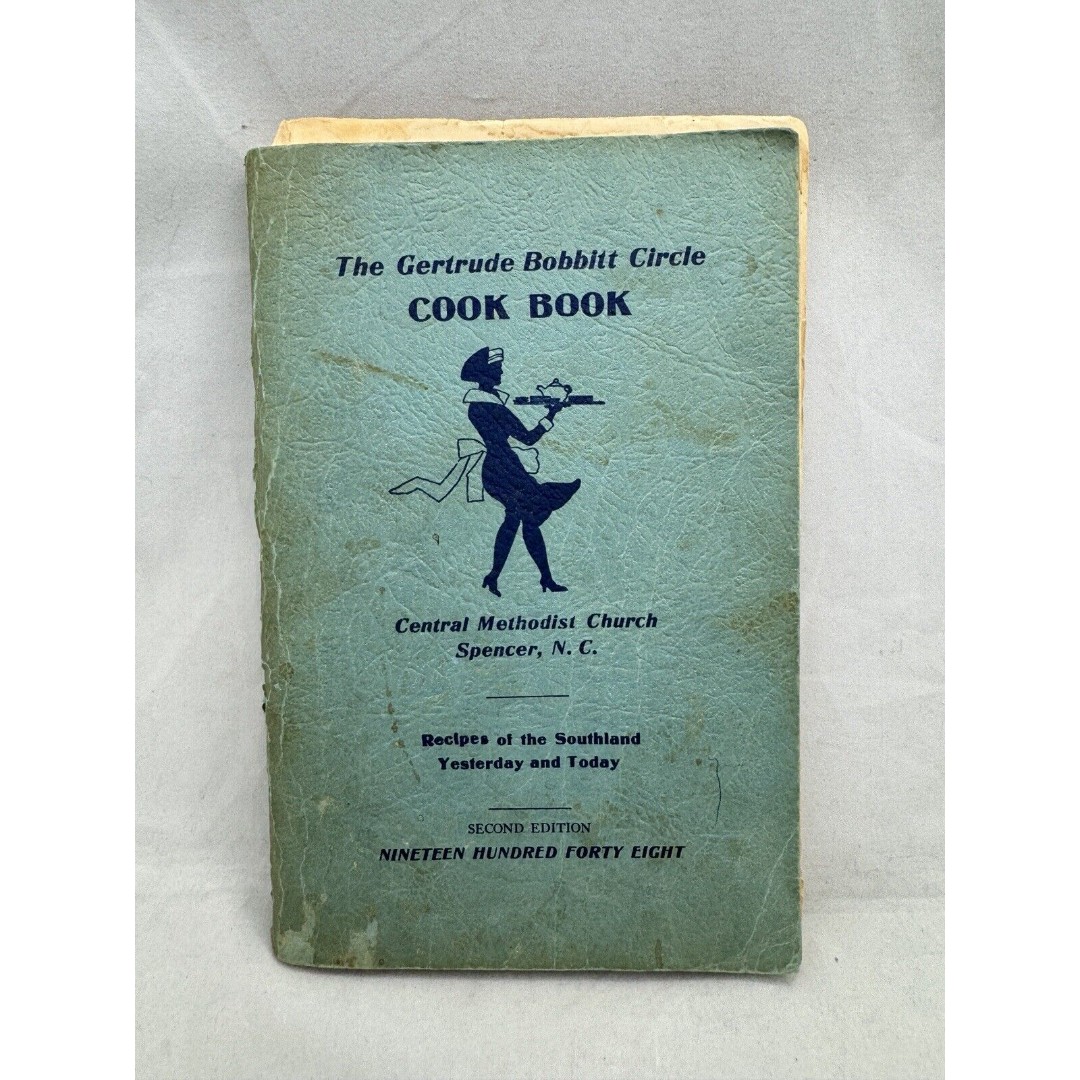 The Gertrude Bobbitt Circle
COOK BOOK
Central Methodist Church
Spencer, N. C.
Recipes of the Southland
Yesterday and Today
SECOND EDITION
NINETEEN HUNDRED FORTY EIGHT